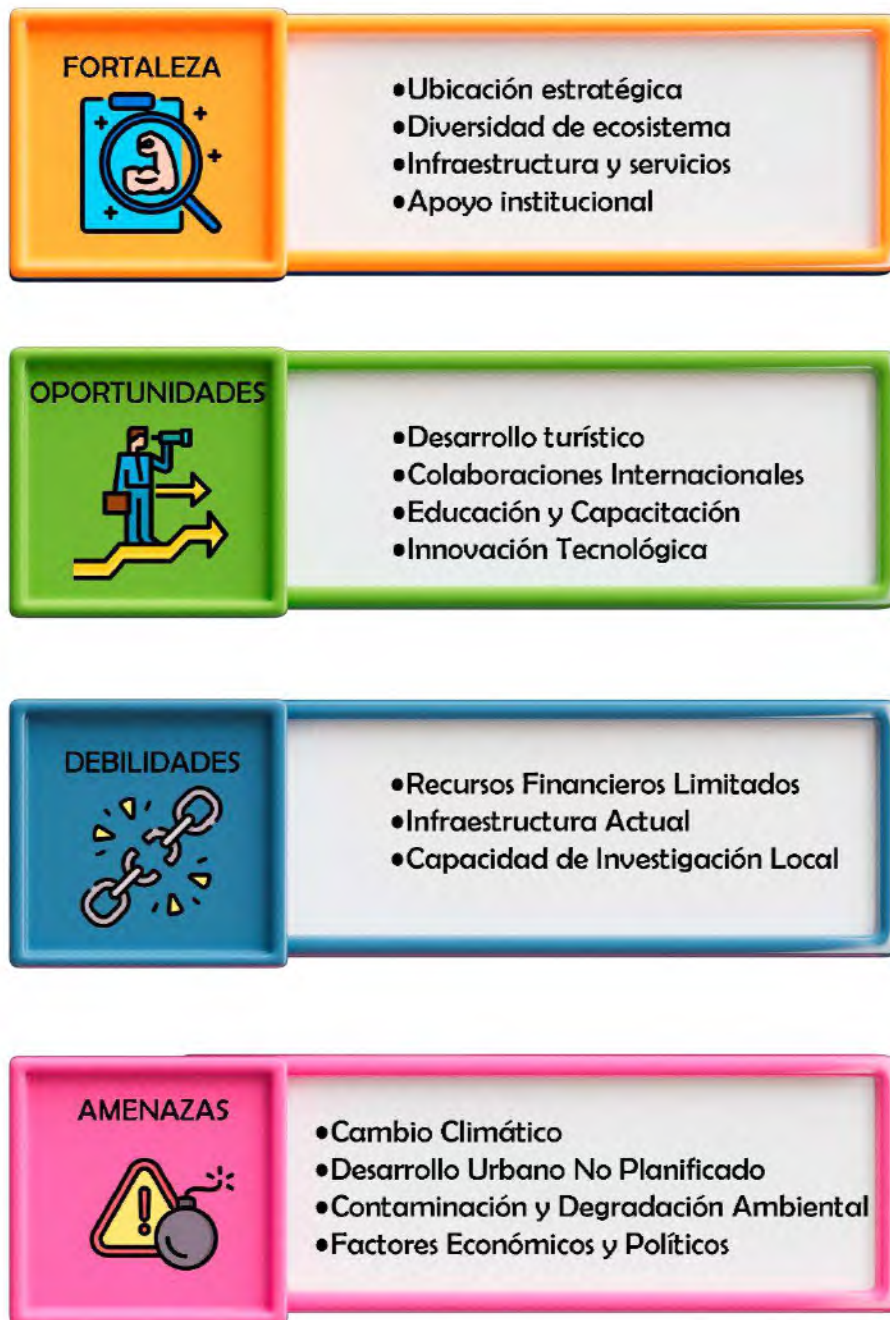 FORTALEZA
•Ubicación estratégica
•Diversidad de ecosistema
•Infraestructura y servicios
•Apoyo institucional
OPORTUNIDADES
•Desarrollo turístico
•Colaboraciones Internacionales
•Educación y Capacitación
•Innovación Tecnológica
DEBILIDADES
•Recursos Financieros Limitados
•Infraestructura Actual
•Capacidad de Investigación Local
AMENAZAS
•Cambio Climático
•Desarrollo Urbano No Planificado
•Contaminación y Degradación Ambiental
•Factores Económicos y Políticos